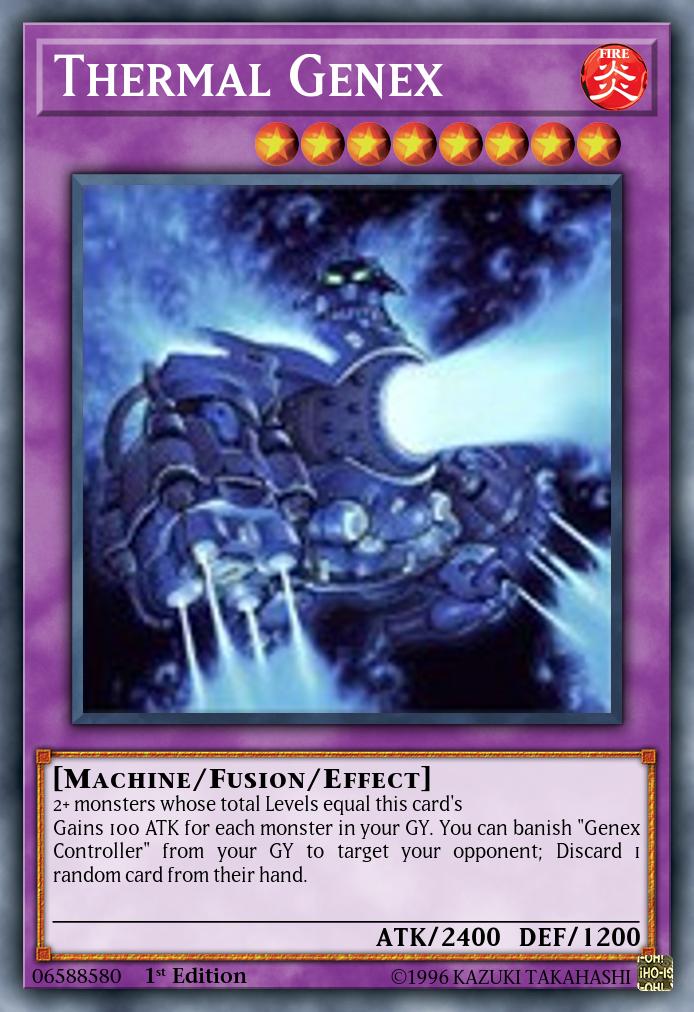 Thermal Genex
FIRE
炎
[Machine/Fusion/Effect]
2+ monsters whose total Levels equal this card's
Gains 100 ATK for each monster in your GY. You can banish "Genex
Controller" from your GY to target your opponent; Discard 1
random card from their hand.
ATK/2400 DEF/1200
06588580 1st Edition ©1996 KAZUKI TAKAHASHI